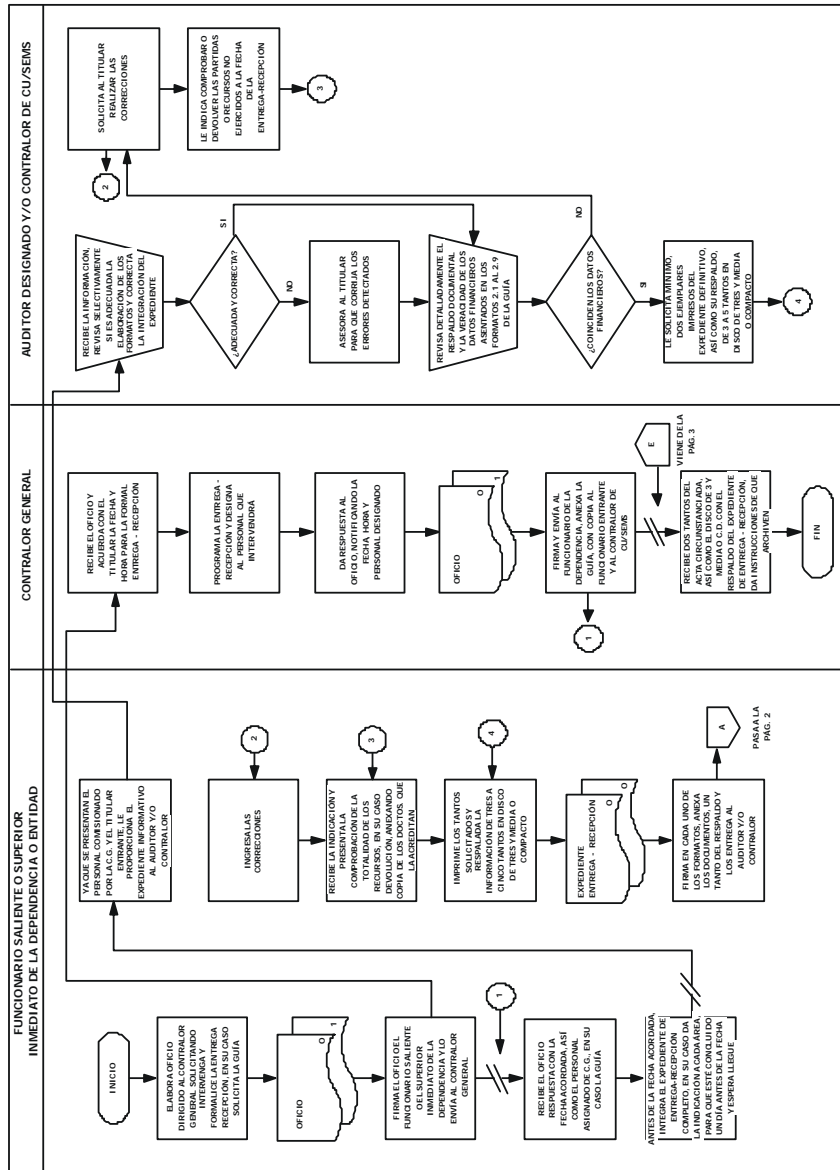 FUNCIONARIO SALIENTE O SUPERIOR
INMEDIATO DE LA DEPENDENCIA O ENTIDAD
INICIO
ELABORA OFICIO
DIRIGIDO AL CONTRALOR
GENERAL SOLICITANDO
INTERVENGA Y
FORMALICE LA ENTREGA
RECEPCIÓN, EN SU CASO
SOLICITA LA GUÍA
OFICIO
O
1
FIRMA EL OFICIO EL
FUNCIONARIO SALIENTE
O EL SUPERIOR
INMEDIATO DE LA
DEPENDENCIA Y LO
ENVÍA AL CONTRALOR
GENERAL
1
RECIBE EL OFICIO
RESPUESTA CON LA
FECHA ACORDADA, ASÍ
COMO EL PERSONAL
ASIGNADO DE C.G., EN SU
CASO LA GUÍA
ANTES DE LA FECHA ACORDADA,
INTEGRA EL EXPEDIENTE DE
ENTREGA-RECEPCIÓN
COMPLETO, EN SU CASO DA
LA INDICACIÓN A CADA ÁREA,
PARA QUE ESTÉ CONCLUIDO
UN DÍA ANTES DE LA FECHA
Y ESPERA LLEGUE
YA QUE SE PRESENTAN EL
PERSONAL COMISIONADO
POR LA C.G. Y EL TITULAR
ENTRANTE, LE
PROPORCIONA EL
EXPEDIENTE INFORMATIVO
AL AUDITOR Y/O
CONTRALOR
2
INGRESA LAS
CORRECCIONES
3
RECIBE LA INDICACIÓN Y
PRESENTA LA
COMPROBACIÓN DE LA
TOTALIDAD DE LOS
RECURSOS, EN SU CASO
DEVOLUCIÓN, ANEXANDO
COPIA DE LOS DOCTOS. QUE
LA ACREDITAN
4
IMPRIME LOS TANTOS
SOLICITADOS Y
RESPALDA LA
INFORMACIÓN DE TRES A
CINCO TANTOS EN DISCO
DE TRES Y MEDIA O
COMPACTO
EXPEDIENTE
ENTREGA - RECEPCIÓN
O
O
FIRMA EN CADA UNO DE
LOS FORMATOS, ANEXA
LOS DOCUMENTOS, UN
TANTO DEL RESPALDO Y
LOS ENTREGA AL
AUDITOR Y/O
CONTRALOR
A
PASA A LA
PÁG. 2
CONTRALOR GENERAL
RECIBE EL OFICIO Y
ACUERDA CON EL
TITULAR LA FECHA Y
HORA PARA LA FORMAL
ENTREGA - RECEPCIÓN
PROGRAMA LA ENTREGA -
RECEPCIÓN Y DESIGNA
AL PERSONAL QUE
INTERVENDRÁ
DA RESPUESTA AL
OFICIO, NOTIFICANDO LA
FECHA, HORA Y
PERSONAL DESIGNADO
OFICIO
O
1
FIRMA Y ENVÍA AL
FUNCIONARIO DE LA
DEPENDENCIA, ANEXA LA
GUÍA, CON COPIA AL
FUNCIONARIO ENTRANTE
Y AL CONTRALOR DE
CU/SEMS
1
E
VIENE DE LA
PÁG. 3
RECIBE DOS TANTOS DEL
ACTA CIRCUNSTANCIADA,
ASÍ COMO EL DISCO DE 3 Y
MEDIA O C.D. CON EL
RESPALDO DEL EXPEDIENTE
DE ENTREGA - RECEPCIÓN,
DA INSTRUCCIONES DE QUE
ARCHIVEN
FIN
AUDITOR DESIGNADO Y/O CONTRALOR DE CU/SEMS
RECIBE LA INFORMACIÓN,
REVISA SELECTIVAMENTE
SI ES ADECUADA LA
ELABORACIÓN DE LOS
FORMATOS Y CORRECTA
LA INTEGRACIÓN DEL
EXPEDIENTE
¿ADECUADA Y CORRECTA?
SI
NO
ASESORA AL TITULAR
PARA QUE CORRIJA LOS
ERRORES DETECTADOS
REVISA DETALLADAMENTE EL
RESPALDO DOCUMENTAL
Y LA VERACIDAD DE LOS
DATOS FINANCIEROS
ASENTADOS EN LOS
FORMATOS 2.1 AL 2.9
DE LA GUÍA
¿COINCIDEN LOS DATOS
FINANCIEROS?
NO
SI
LE SOLICITA MÍNIMO,
DOS EJEMPLARES
IMPRESOS DEL
EXPEDIENTE DEFINITIVO,
ASÍ COMO SU RESPALDO,
DE 3 A 5 TANTOS EN
DISCO DE TRES Y MEDIA
O COMPACTO
4
SOLICITA AL TITULAR
REALIZAR LAS
CORRECCIONES
2
LE INDICA COMPROBAR O
DEVOLVER LAS PARTIDAS
O RECURSOS NO
EJERCIDOS A LA FECHA
DE LA
ENTREGA-RECEPCIÓN
3